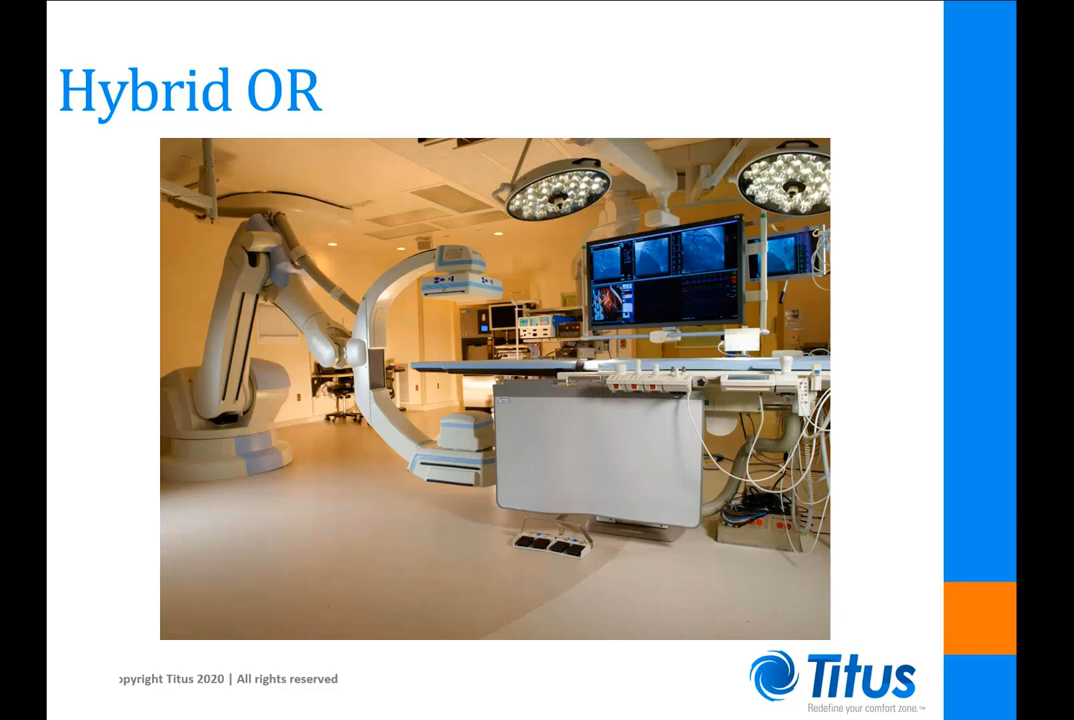 Hybrid OR
opyright Titus 2020 | All rights reserved
Titus
Redefine your comfort zone.™